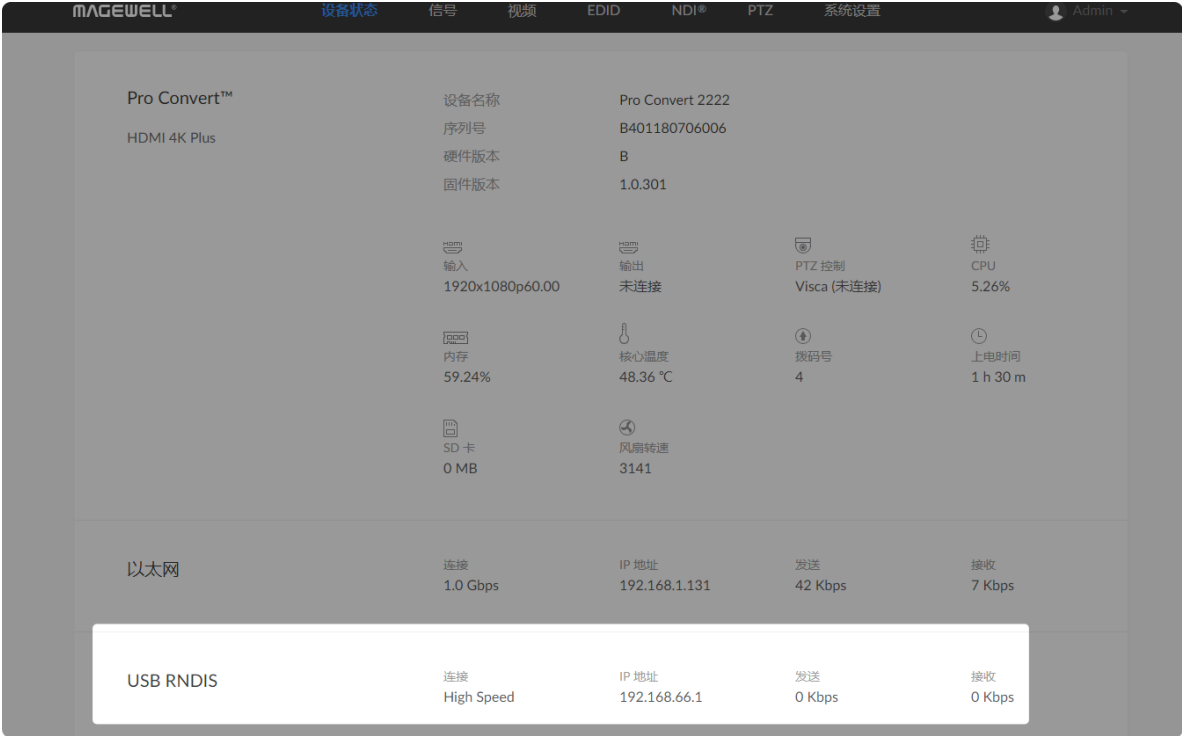 MAGEWELL® 设备状态 信号 视频 EDID NDI® PTZ 系统设置 Admin
Pro Convert™
HDMI 4K Plus
设备名称 Pro Convert 2222
序列号 B401180706006
硬件版本 B
固件版本 1.0.301
HDMI HDMI
输入 输出 PTZ 控制 CPU
1920x1080p60.00 未连接 Visca (未连接) 5.26%
内存 核心温度 拨码号 上电时间
59.24% 48.36 ℃ 4 1 h 30 m
SD 卡 风扇转速
0 MB 3141
以太网
连接 IP 地址 发送 接收
1.0 Gbps 192.168.1.131 42 Kbps 7 Kbps
USB RNDIS
连接 IP 地址 发送 接收
High Speed 192.168.66.1 0 Kbps 0 Kbps